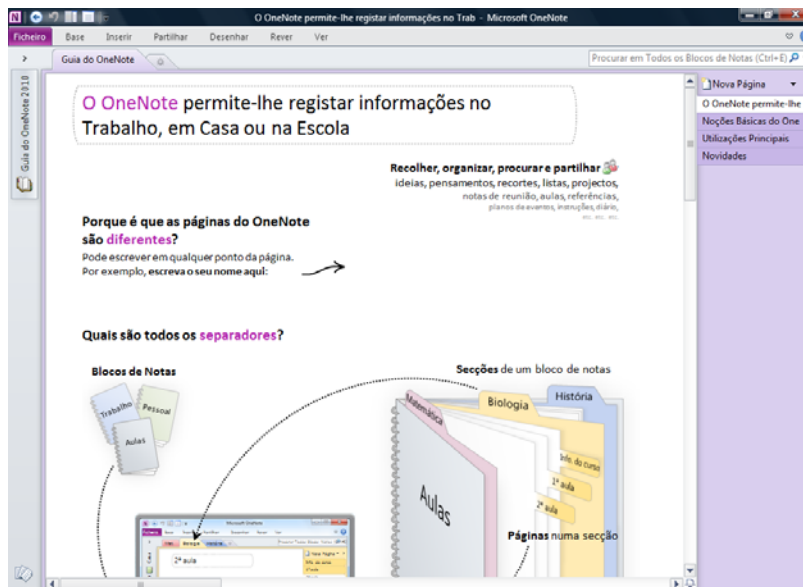 O OneNote permite-lhe registar informações no Trab - Microsoft OneNote
Ficheiro Base Inserir Partilhar Desenhar Rever Ver
Guia do OneNote
Procurar em Todos os Blocos de Notas (Ctrl+E)
Guia do OneNote 2010
Nova Página
O OneNote permite-lhe
Noções Básicas do One
Utilizações Principais
Novidades
O OneNote permite-lhe registar informações no
Trabalho, em Casa ou na Escola
Recolher, organizar, procurar e partilhar
ideias, pensamentos, recortes, listas, projectos,
notas de reunião, aulas, referências,
planos de eventos, instruções, diário,
etc. etc. etc.
Porque é que as páginas do OneNote
são diferentes?
Pode escrever em qualquer ponto da página.
Por exemplo, escreva o seu nome aqui:
Quais são todos os separadores?
Blocos de Notas
Trabalho
Pessoal
Aulas
Secções de um bloco de notas
Matemática
Biologia
História
Info. do curso
1ª aula
2ª aula
Aulas
Páginas numa secção
Microsoft OneNote
Biologia
2ª aula